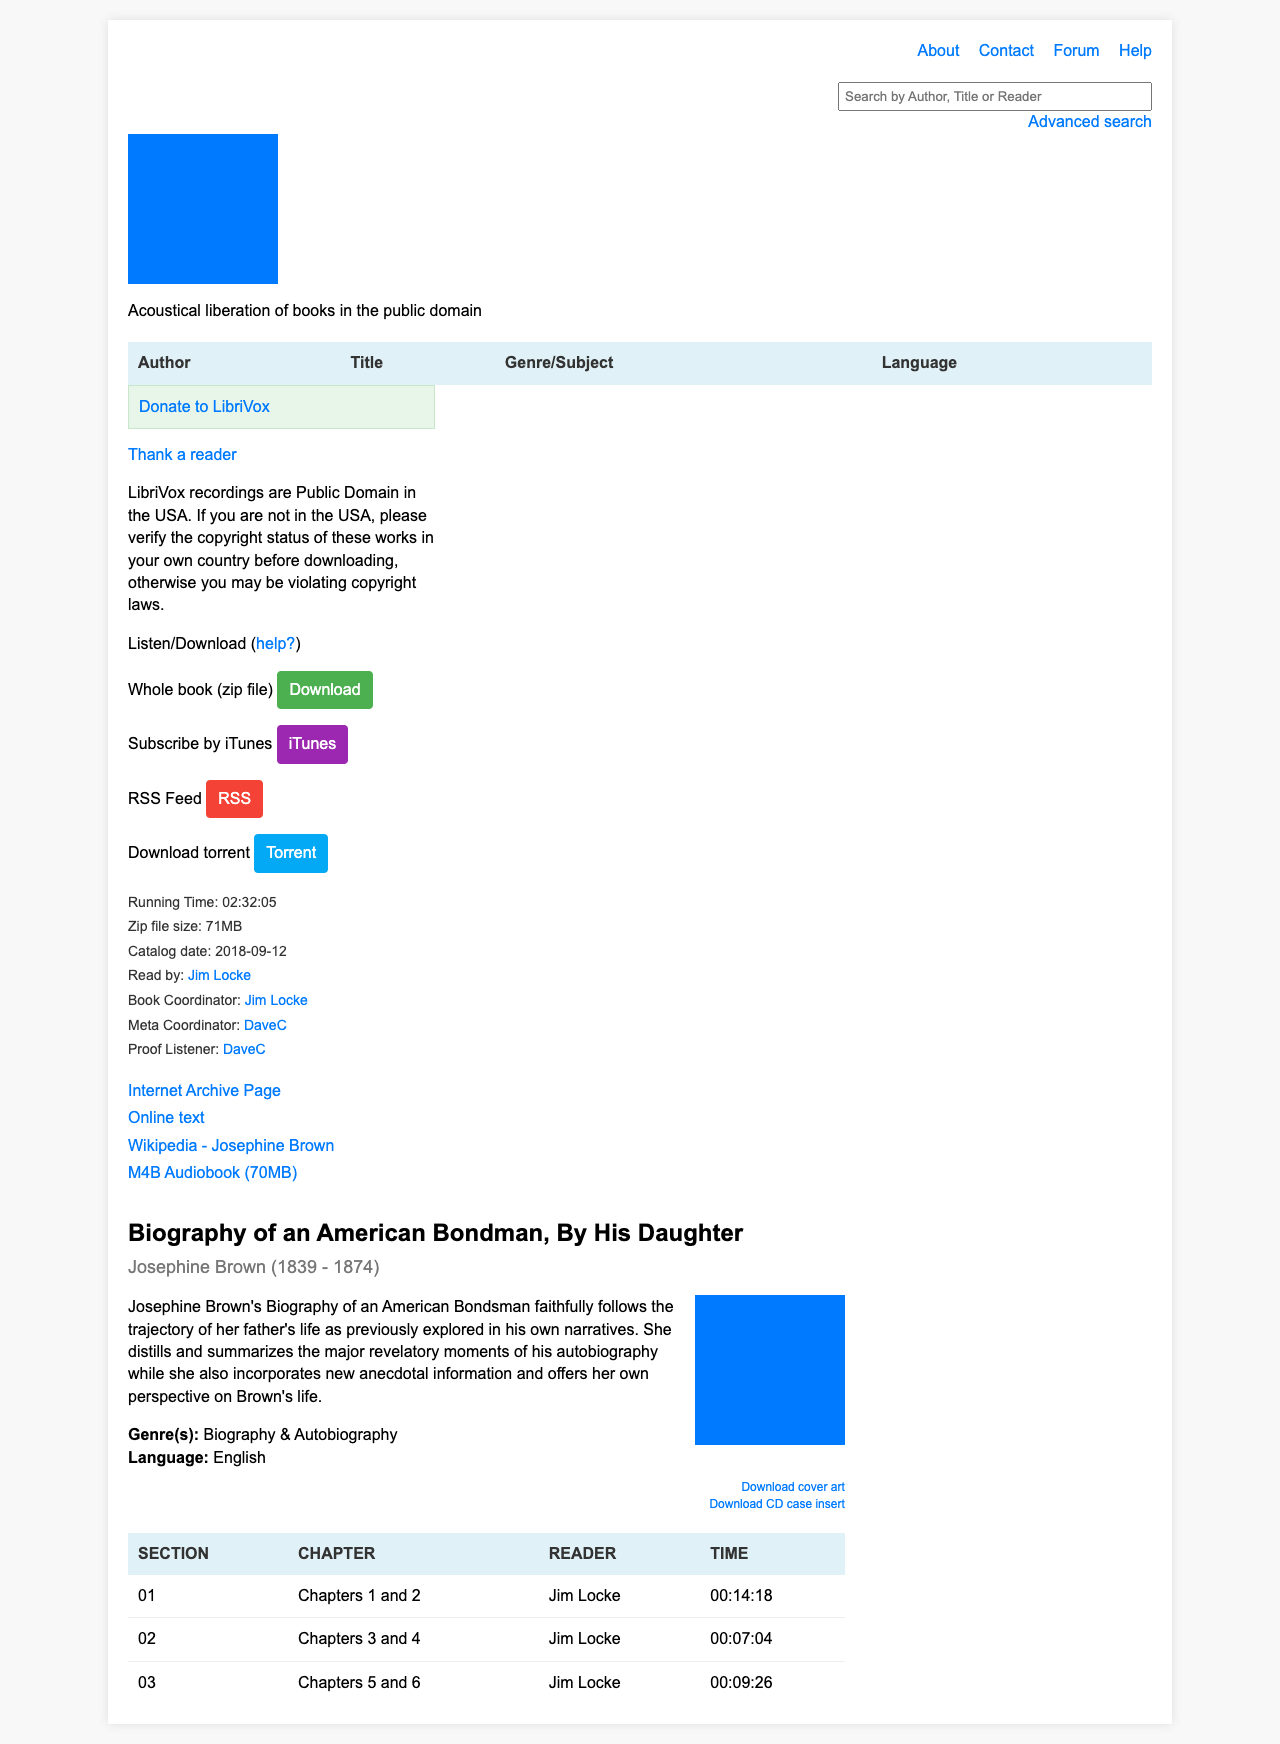 About Contact Forum Help
Search by Author, Title or Reader
Advanced search
Acoustical liberation of books in the public domain
Author Title Genre/Subject Language
Donate to LibriVox
Thank a reader
LibriVox recordings are Public Domain in
the USA. If you are not in the USA, please
verify the copyright status of these works in
your own country before downloading,
otherwise you may be violating copyright
laws.
Listen/Download (help?)
Whole book (zip file) Download
Subscribe by iTunes iTunes
RSS Feed RSS
Download torrent Torrent
Running Time: 02:32:05
Zip file size: 71MB
Catalog date: 2018-09-12
Read by: Jim Locke
Book Coordinator: Jim Locke
Meta Coordinator: DaveC
Proof Listener: DaveC
Internet Archive Page
Online text
Wikipedia - Josephine Brown
M4B Audiobook (70MB)
Biography of an American Bondman, By His Daughter
Josephine Brown (1839 - 1874)
Josephine Brown's Biography of an American Bondsman faithfully follows the
trajectory of her father's life as previously explored in his own narratives. She
distills and summarizes the major revelatory moments of his autobiography
while she also incorporates new anecdotal information and offers her own
perspective on Brown's life.
Genre(s): Biography & Autobiography
Language: English
Download cover art
Download CD case insert
SECTION CHAPTER READER TIME
01 Chapters 1 and 2 Jim Locke 00:14:18
02 Chapters 3 and 4 Jim Locke 00:07:04
03 Chapters 5 and 6 Jim Locke 00:09:26